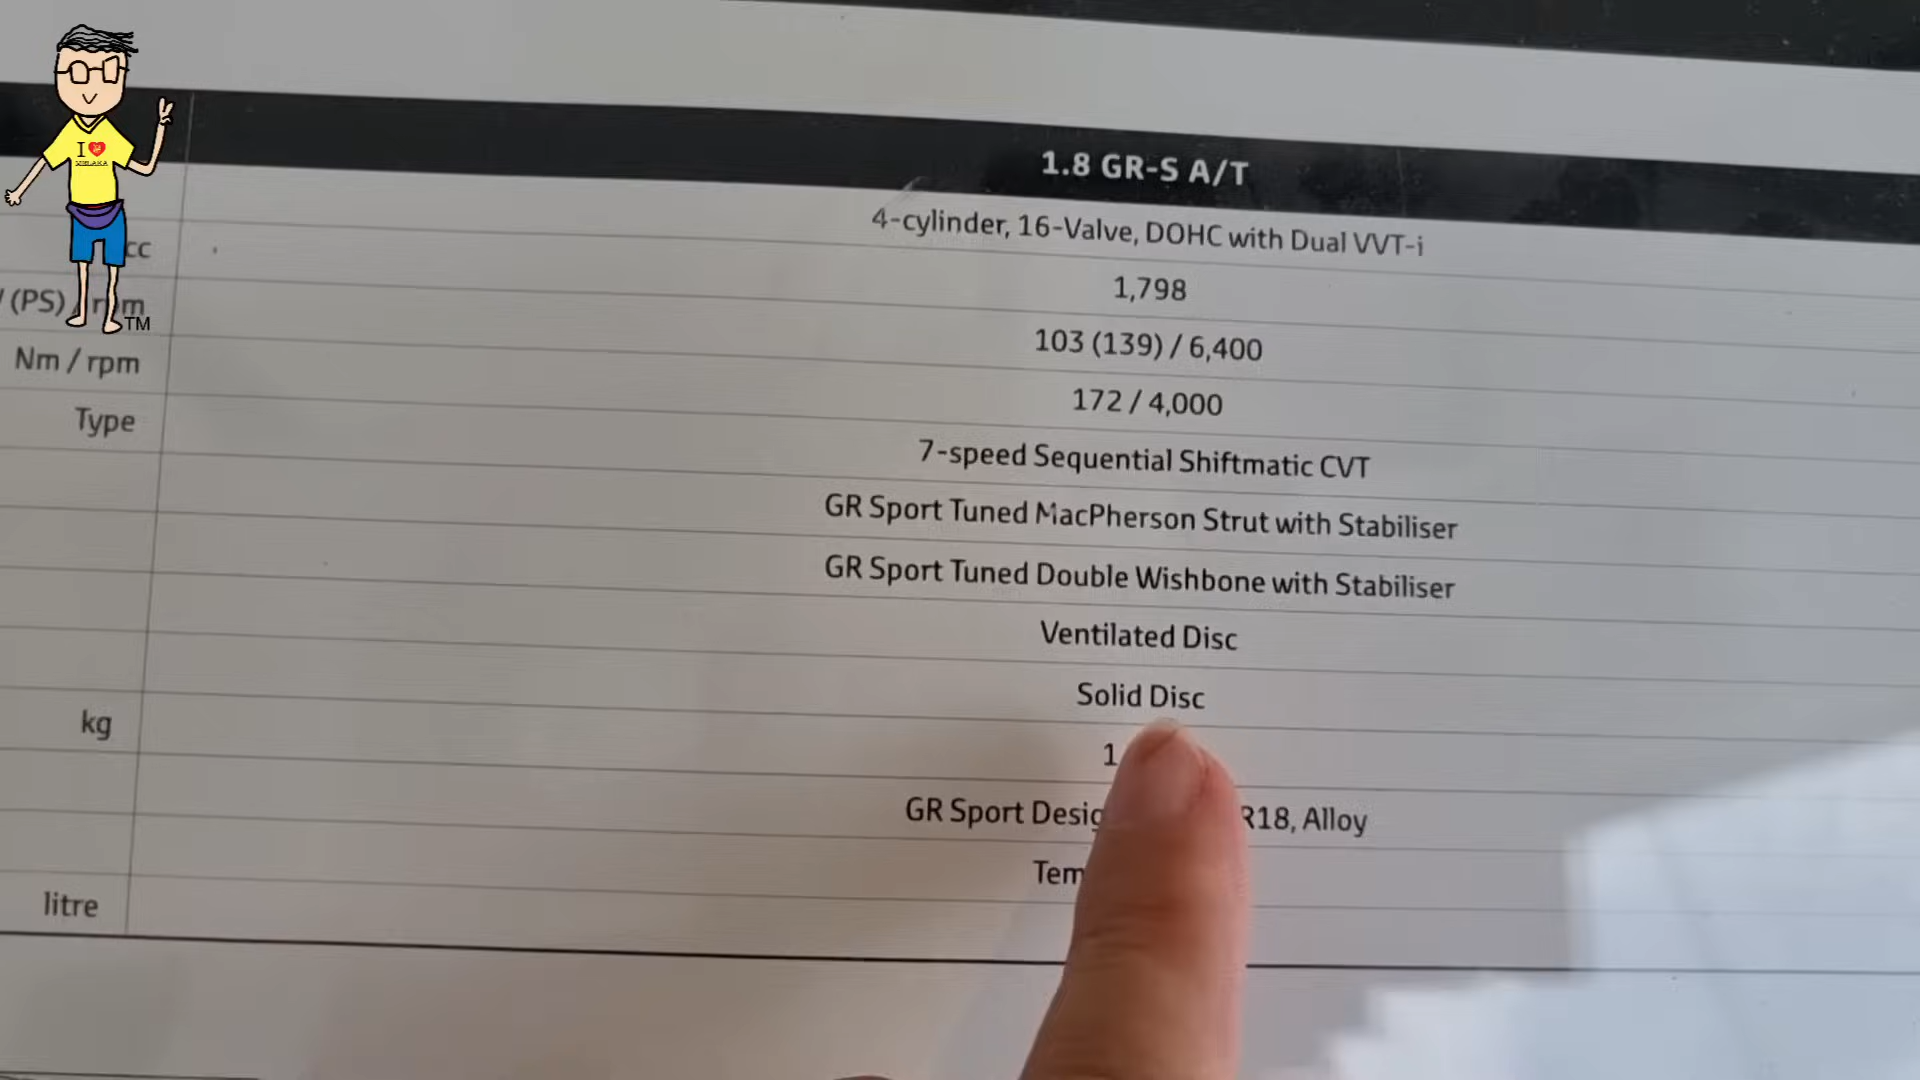 I
MELAKA
TM
1.8 GR-S A/T
4-cylinder, 16-Valve, DOHC with Dual VVT-i
cc 1,798
(PS) / rpm 103 (139) / 6,400
Nm / rpm 172 / 4,000
Type 7-speed Sequential Shiftmatic CVT
GR Sport Tuned MacPherson Strut with Stabiliser
GR Sport Tuned Double Wishbone with Stabiliser
Ventilated Disc
Solid Disc
kg 1
GR Sport R18, Alloy
litre